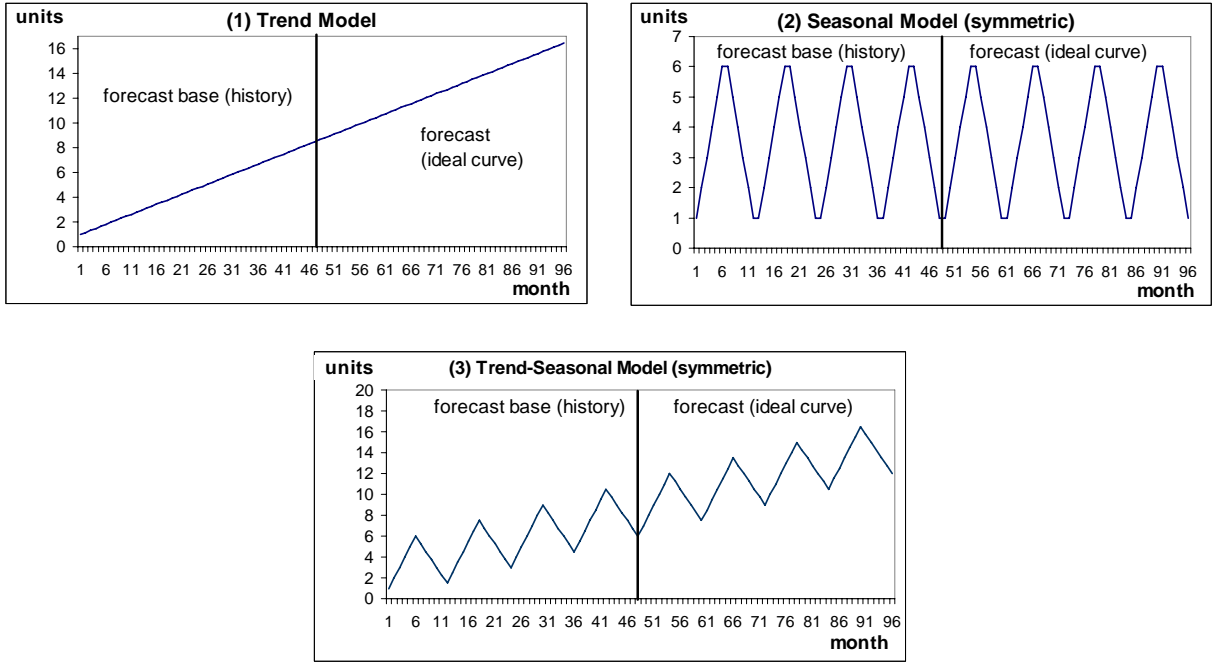 units
(1) Trend Model
16
14
12
10
8
6
4
2
0
forecast base (history)
forecast
(ideal curve)
1 6 11 16 21 26 31 36 41 46 51 56 61 66 71 76 81 86 91 96
month
units
(2) Seasonal Model (symmetric)
7
6
5
4
3
2
1
0
forecast base (history)
forecast (ideal curve)
1 6 11 16 21 26 31 36 41 46 51 56 61 66 71 76 81 86 91 96
month
units
(3) Trend-Seasonal Model (symmetric)
20
18
16
14
12
10
8
6
4
2
0
forecast base (history)
forecast (ideal curve)
1 6 11 16 21 26 31 36 41 46 51 56 61 66 71 76 81 86 91 96
month